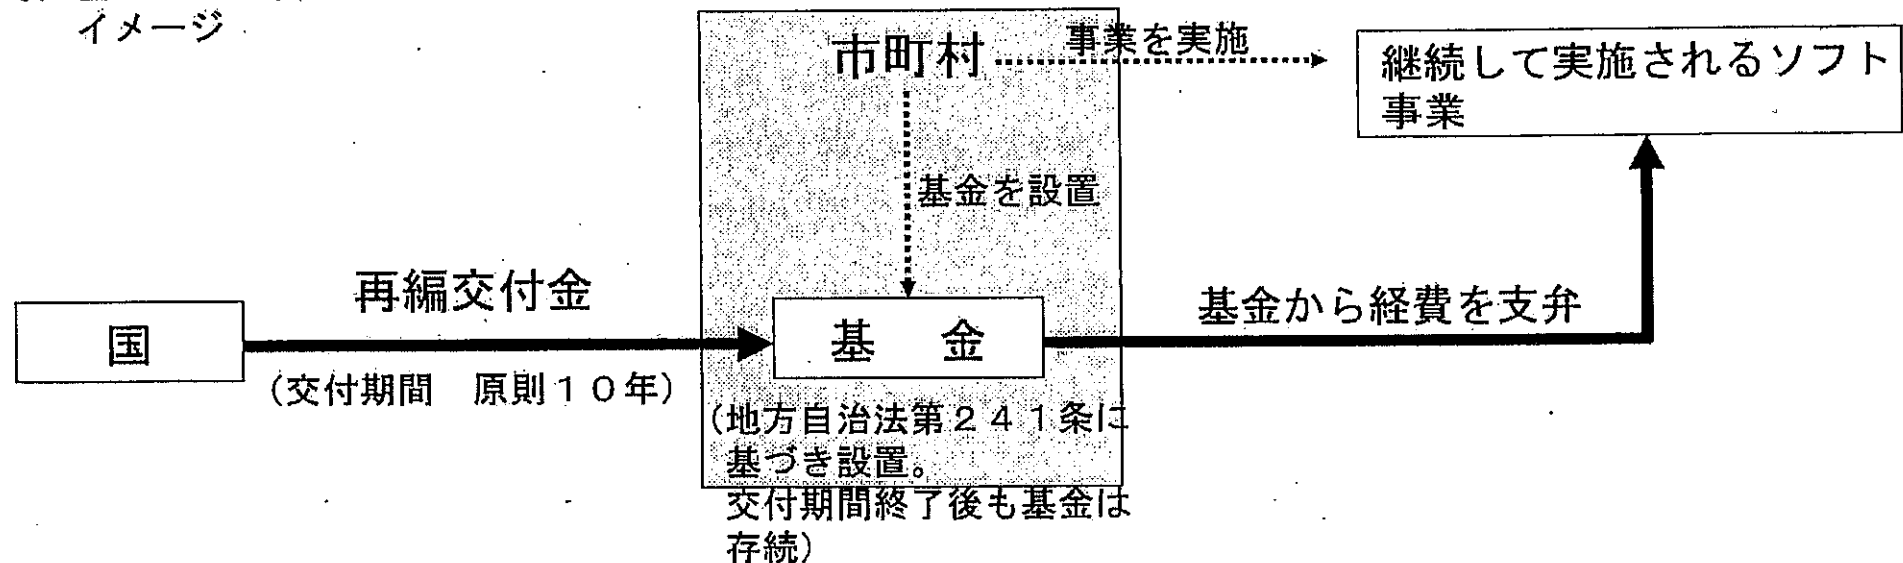 イメージ
市町村
事業を実施
継続して実施されるソフト
事業
基金を設置
再編交付金
国
基　金
基金から経費を支弁
（交付期間　原則１０年）
（地方自治法第２４１条に
基づき設置。
交付期間終了後も基金は
存続）